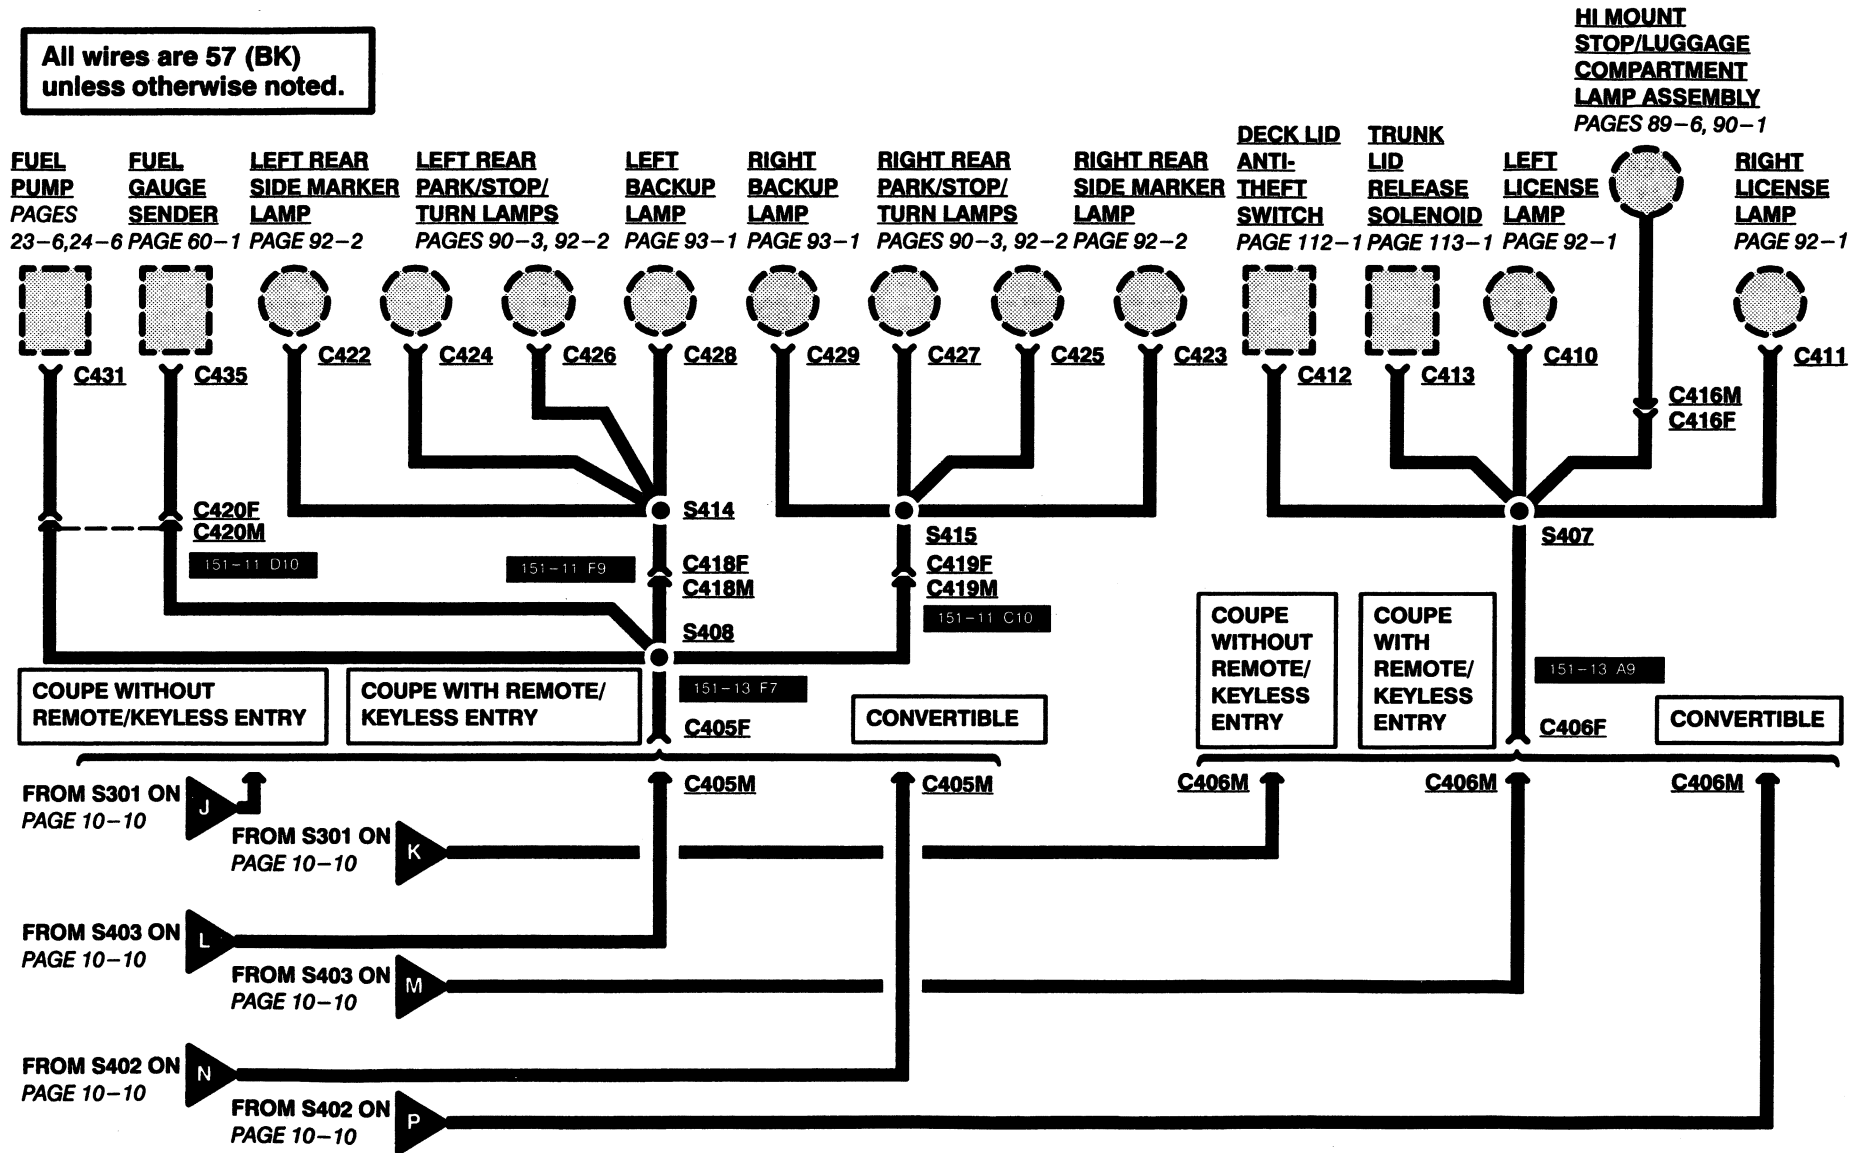 All wires are 57 (BK)
unless otherwise noted.
HI MOUNT
STOP/LUGGAGE
COMPARTMENT
LAMP ASSEMBLY
PAGES 89-6, 90-1
FUEL
PUMP
PAGES
23-6,24-6
FUEL
GAUGE
SENDER
PAGE 60-1
LEFT REAR
SIDE MARKER
LAMP
PAGE 92-2
LEFT REAR
PARK/STOP/
TURN LAMPS
PAGES 90-3, 92-2
LEFT
BACKUP
LAMP
PAGE 93-1
RIGHT
BACKUP
LAMP
PAGE 93-1
RIGHT REAR
PARK/STOP/
TURN LAMPS
PAGES 90-3, 92-2
RIGHT REAR
SIDE MARKER
LAMP
PAGE 92-2
DECK LID
ANTI-
THEFT
SWITCH
PAGE 112-1
TRUNK
LID
RELEASE
SOLENOID
PAGE 113-1
LEFT
LICENSE
LAMP
PAGE 92-1
RIGHT
LICENSE
LAMP
PAGE 92-1
C431
C435
C422
C424
C426
C428
C429
C427
C425
C423
C412
C413
C410
C411
C416M
C416F
C420F
C420M
151-11 D10
S414
151-11 F9
C418F
C418M
S415
C419F
C419M
151-11 C10
S407
S408
151-13 F7
COUPE WITHOUT
REMOTE/KEYLESS ENTRY
COUPE WITH REMOTE/
KEYLESS ENTRY
C405F
CONVERTIBLE
COUPE
WITHOUT
REMOTE/
KEYLESS
ENTRY
COUPE
WITH
REMOTE/
KEYLESS
ENTRY
151-13 A9
C406F
CONVERTIBLE
C405M
C405M
C406M
C406M
C406M
FROM S301 ON
PAGE 10-10
J
FROM S301 ON
PAGE 10-10
K
FROM S403 ON
PAGE 10-10
L
FROM S403 ON
PAGE 10-10
M
FROM S402 ON
PAGE 10-10
N
FROM S402 ON
PAGE 10-10
P